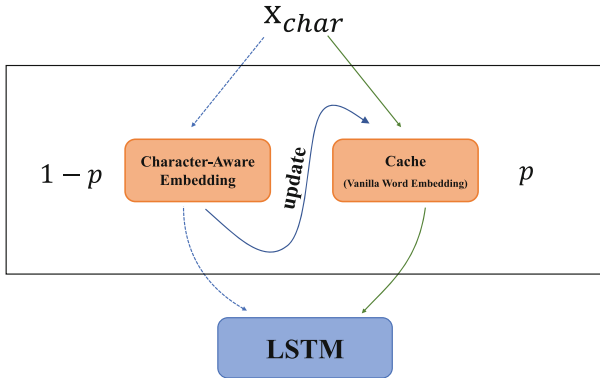 x_char
1 − p
Character-Aware
Embedding
update
Cache
(Vanilla Word Embedding)
p
LSTM